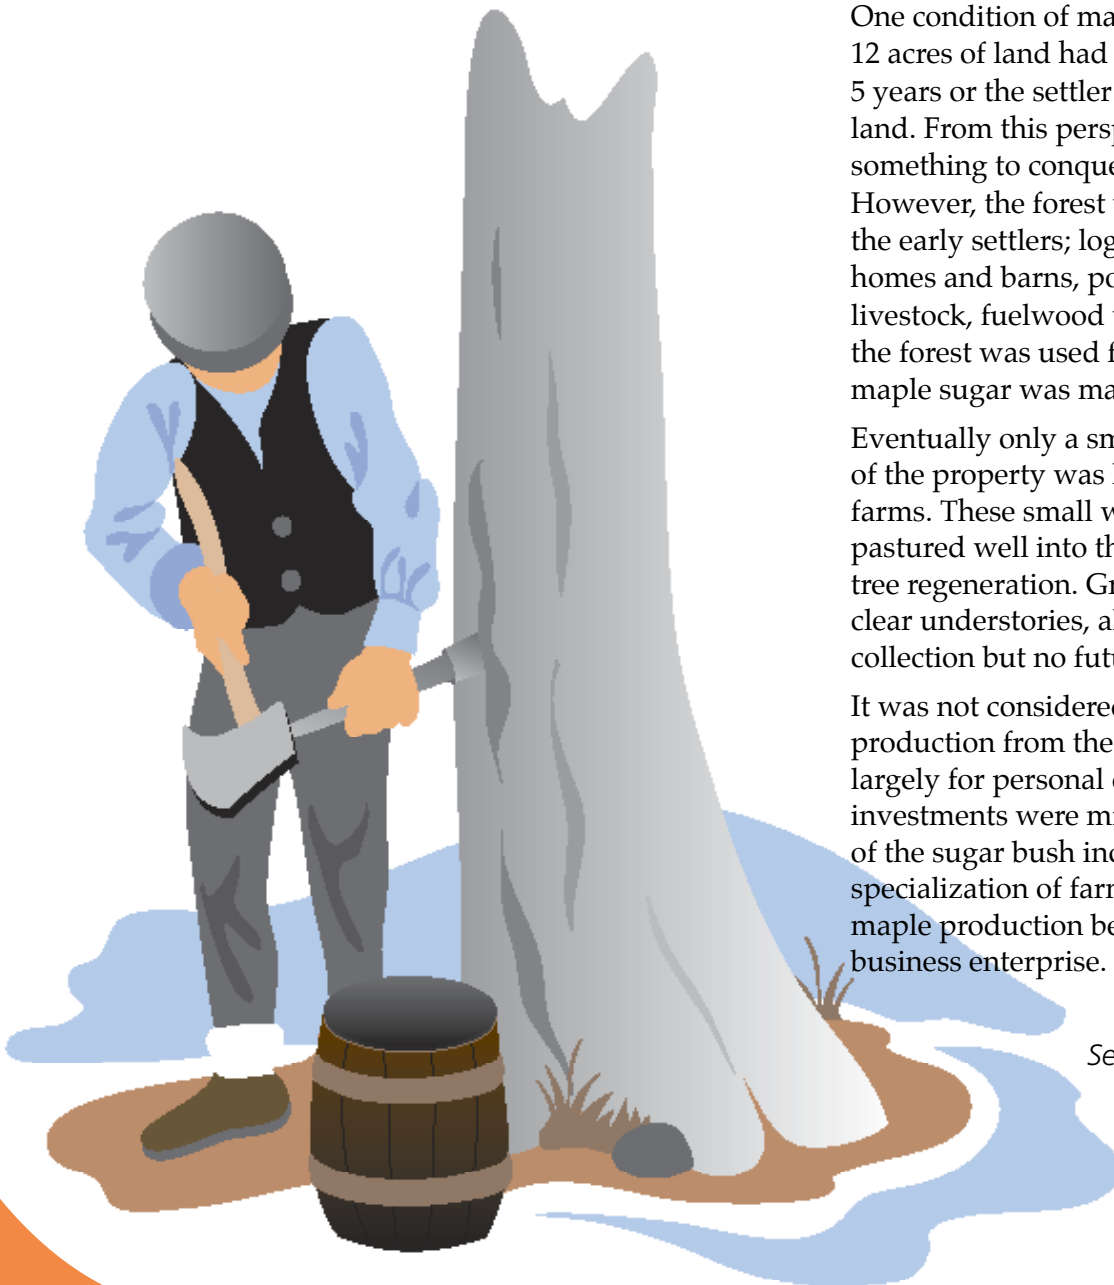 One condition of ma
12 acres of land had
5 years or the settler
land. From this persp
something to conque
However, the forest
the early settlers; log
homes and barns, po
livestock, fuelwood
the forest was used f
maple sugar was ma
Eventually only a sm
of the property was
farms. These small w
pastured well into th
tree regeneration. Gr
clear understories, al
collection but no futu
It was not considered
production from the
largely for personal
investments were mi
of the sugar bush inc
specialization of farm
maple production be
business enterprise.
Se